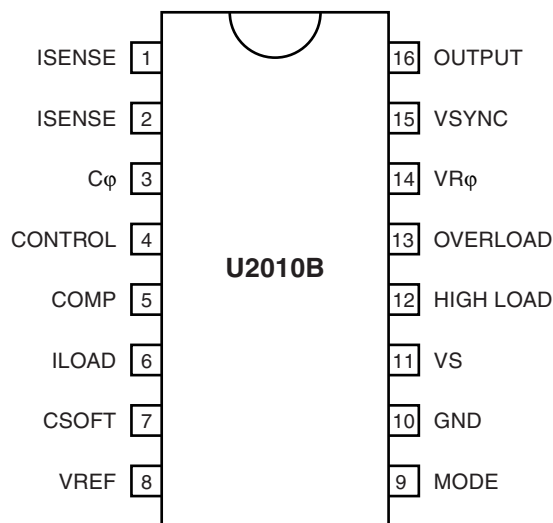 ISENSE 1 16 OUTPUT
ISENSE 2 15 VSYNC
Cφ 3 14 VRφ
CONTROL 4 13 OVERLOAD
U2010B
COMP 5 12 HIGH LOAD
ILOAD 6 11 VS
CSOFT 7 10 GND
VREF 8 9 MODE